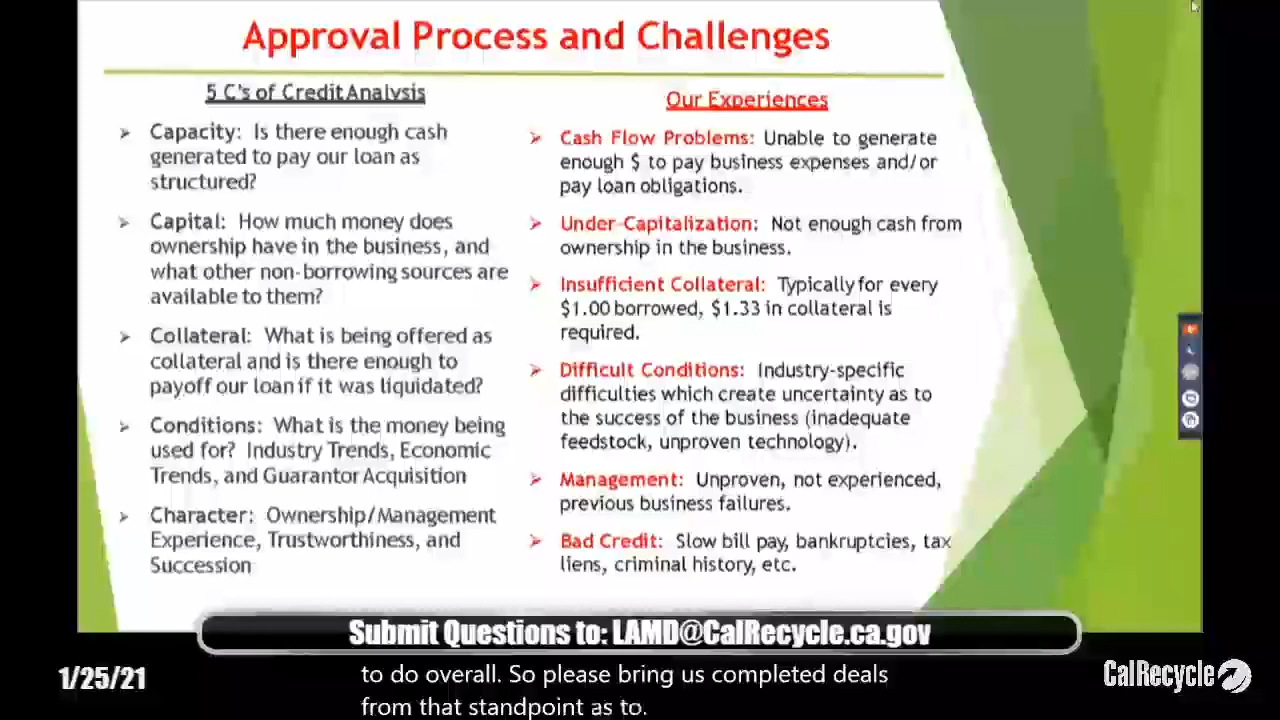 Approval Process and Challenges
5 C's of Credit Analysis
Capacity: Is there enough cash
generated to pay our loan as
structured?
Capital: How much money does
ownership have in the business, and
what other non-borrowing sources are
available to them?
Collateral: What is being offered as
collateral and is there enough to
payoff our loan if it was liquidated?
Conditions: What is the money being
used for? Industry Trends, Economic
Trends, and Guarantor Acquisition
Character: Ownership/Management
Experience, Trustworthiness, and
Succession
Our Experiences
Cash Flow Problems: Unable to generate
enough $ to pay business expenses and/or
pay loan obligations.
Under-Capitalization: Not enough cash from
ownership in the business.
Insufficient Collateral: Typically for every
$1.00 borrowed, $1.33 in collateral is
required.
Difficult Conditions: Industry-specific
difficulties which create uncertainty as to
the success of the business (inadequate
feedstock, unproven technology).
Management: Unproven, not experienced,
previous business failures.
Bad Credit: Slow bill pay, bankruptcies, tax
liens, criminal history, etc.
Submit Questions to: LAMD@CalRecycle.ca.gov
1/25/21
to do overall. So please bring us completed deals
from that standpoint as to.
CalRecycle